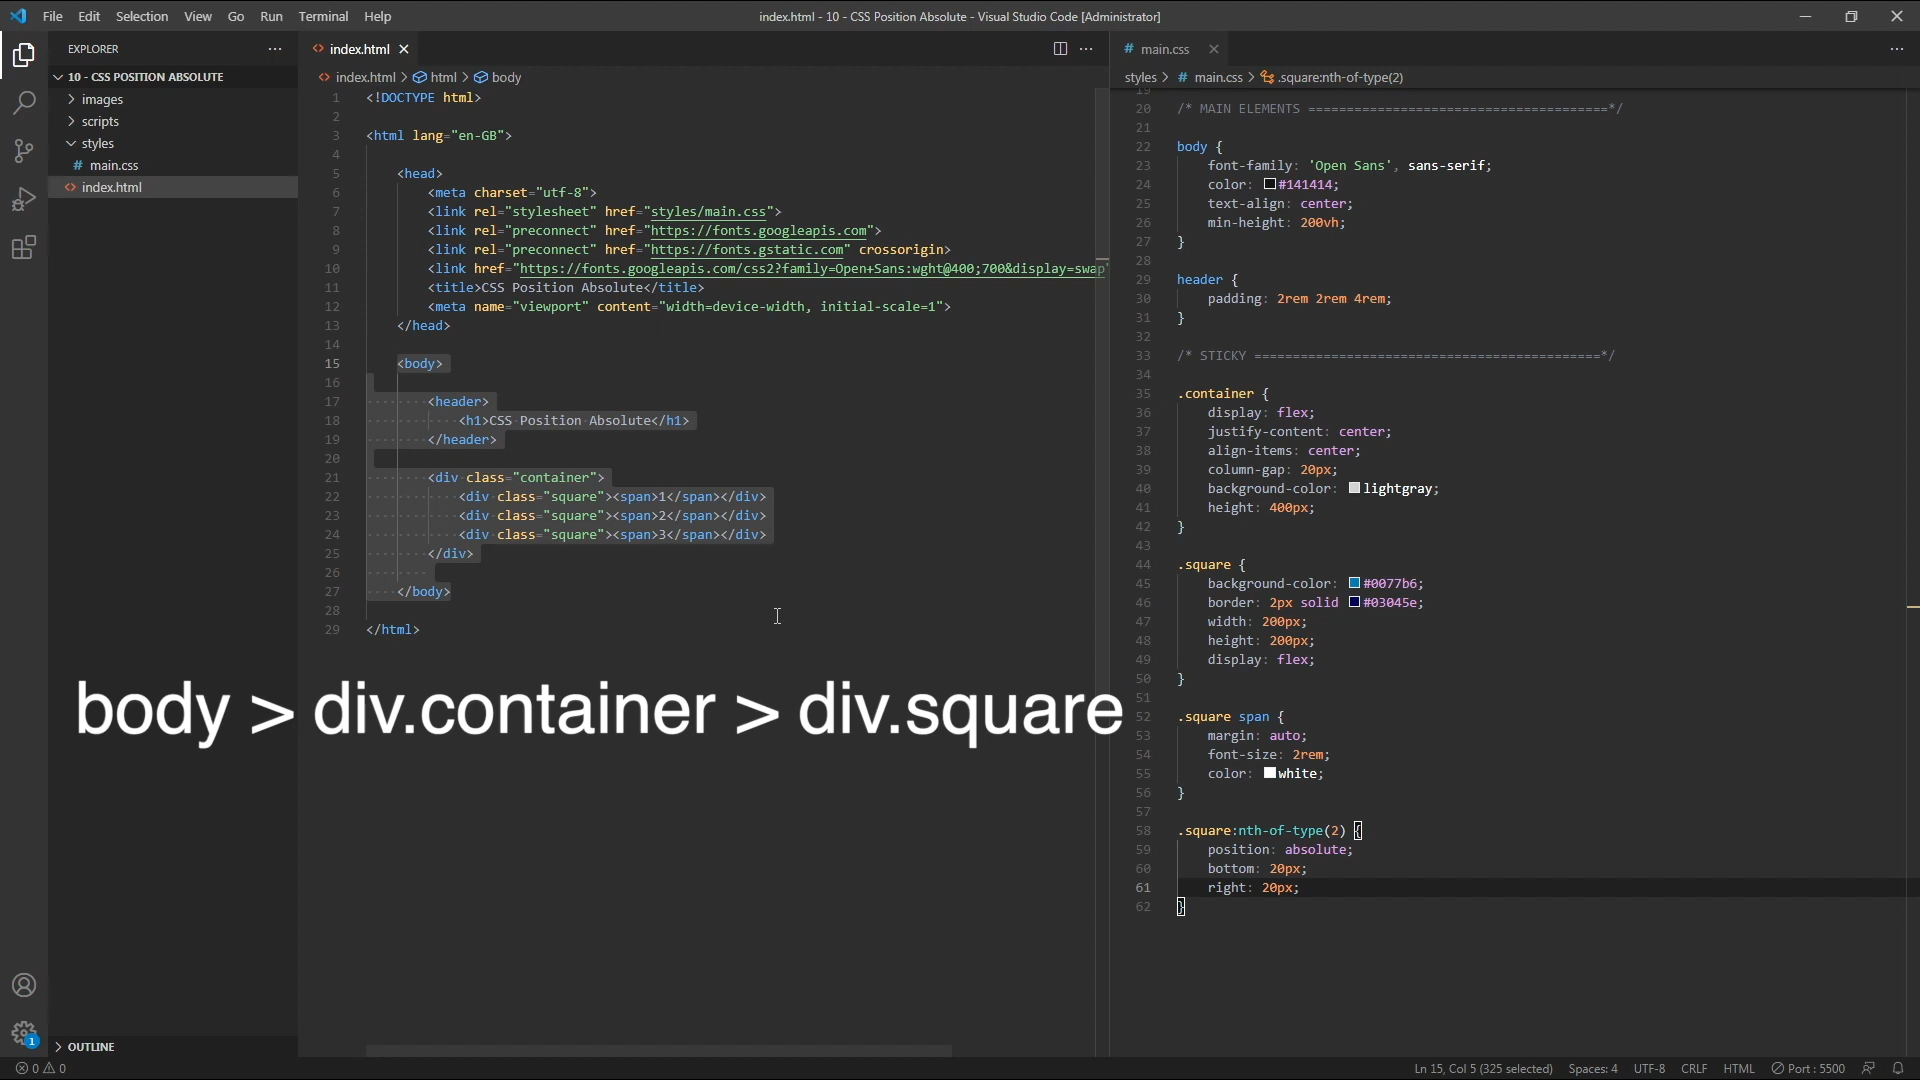 File Edit Selection View Go Run Terminal Help
index.html - 10 - CSS Position Absolute - Visual Studio Code [Administrator]
EXPLORER
10 - CSS POSITION ABSOLUTE
images
scripts
styles
# main.css
<> index.html
OUTLINE
<> index.html
<> index.html > html > body
1 <!DOCTYPE html>
2
3 <html lang="en-GB">
4
5 <head>
6 <meta charset="utf-8">
7 <link rel="stylesheet" href="styles/main.css">
8 <link rel="preconnect" href="https://fonts.googleapis.com">
9 <link rel="preconnect" href="https://fonts.gstatic.com" crossorigin>
10 <link href="https://fonts.googleapis.com/css2?family=Open+Sans:wght@400;700&display=swap"
11 <title>CSS Position Absolute</title>
12 <meta name="viewport" content="width=device-width, initial-scale=1">
13 </head>
14
15 <body>
16
17 <header>
18 <h1>CSS Position Absolute</h1>
19 </header>
20
21 <div class="container">
22 <div class="square"><span>1</span></div>
23 <div class="square"><span>2</span></div>
24 <div class="square"><span>3</span></div>
25 </div>
26
27 </body>
28
29 </html>
body > div.container > div.square
# main.css
styles > # main.css > .square:nth-of-type(2)
19
20 /* MAIN ELEMENTS =======================================*/
21
22 body {
23 font-family: 'Open Sans', sans-serif;
24 color: #141414;
25 text-align: center;
26 min-height: 200vh;
27 }
28
29 header {
30 padding: 2rem 2rem 4rem;
31 }
32
33 /* STICKY =============================================*/
34
35 .container {
36 display: flex;
37 justify-content: center;
38 align-items: center;
39 column-gap: 20px;
40 background-color: lightgray;
41 height: 400px;
42 }
43
44 .square {
45 background-color: #0077b6;
46 border: 2px solid #03045e;
47 width: 200px;
48 height: 200px;
49 display: flex;
50 }
51
52 .square span {
53 margin: auto;
54 font-size: 2rem;
55 color: white;
56 }
57
58 .square:nth-of-type(2) {
59 position: absolute;
60 bottom: 20px;
61 right: 20px;
62 }
1
0 0
Ln 15, Col 5 (325 selected) Spaces: 4 UTF-8 CRLF HTML Port : 5500